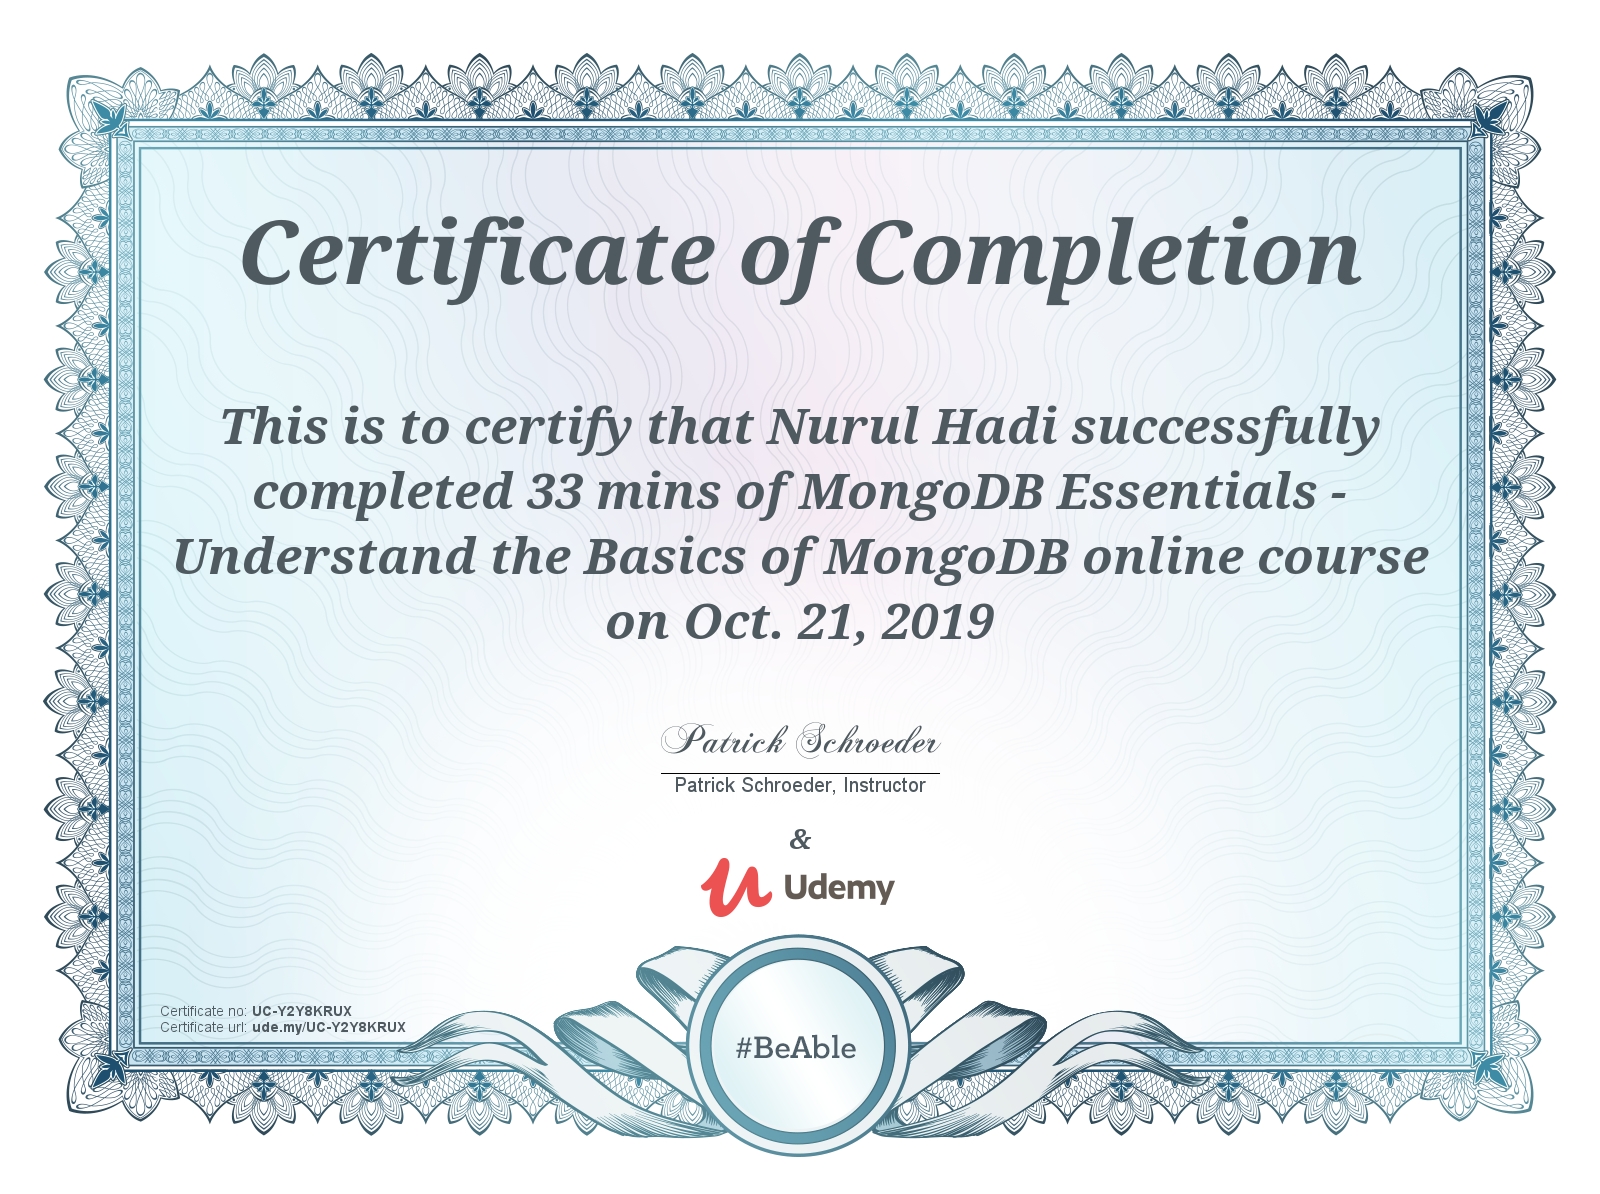 Certificate of Completion
This is to certify that Nurul Hadi successfully
completed 33 mins of MongoDB Essentials -
Understand the Basics of MongoDB online course
on Oct. 21, 2019
Patrick Schroeder
Patrick Schroeder, Instructor
&
Udemy
Certificate no: UC-Y2Y8KRUX
Certificate url: ude.my/UC-Y2Y8KRUX
#BeAble